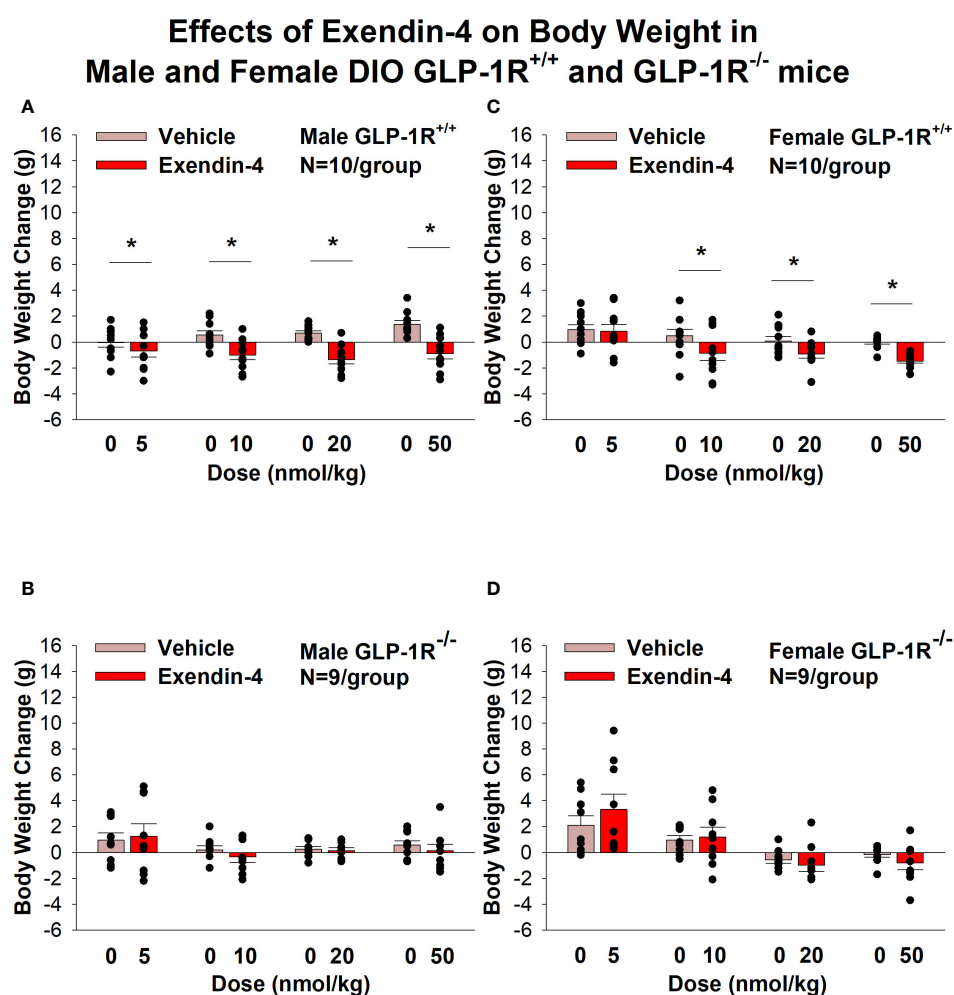 Effects of Exendin-4 on Body Weight in
Male and Female DIO GLP-1R+/+ and GLP-1R-/- mice
A
Body Weight Change (g)
16
14
12
10
8
6
4
2
0
-2
-4
-6
Vehicle
Exendin-4
Male GLP-1R+/+
N=10/group
*
*
*
*
0 5 0 10 0 20 0 50
Dose (nmol/kg)
C
Body Weight Change (g)
16
14
12
10
8
6
4
2
0
-2
-4
-6
Vehicle
Exendin-4
Female GLP-1R+/+
N=10/group
*
*
*
0 5 0 10 0 20 0 50
Dose (nmol/kg)
B
Body Weight Change (g)
16
14
12
10
8
6
4
2
0
-2
-4
-6
Vehicle
Exendin-4
Male GLP-1R-/-
N=9/group
0 5 0 10 0 20 0 50
Dose (nmol/kg)
D
Body Weight Change (g)
16
14
12
10
8
6
4
2
0
-2
-4
-6
Vehicle
Exendin-4
Female GLP-1R-/-
N=9/group
0 5 0 10 0 20 0 50
Dose (nmol/kg)